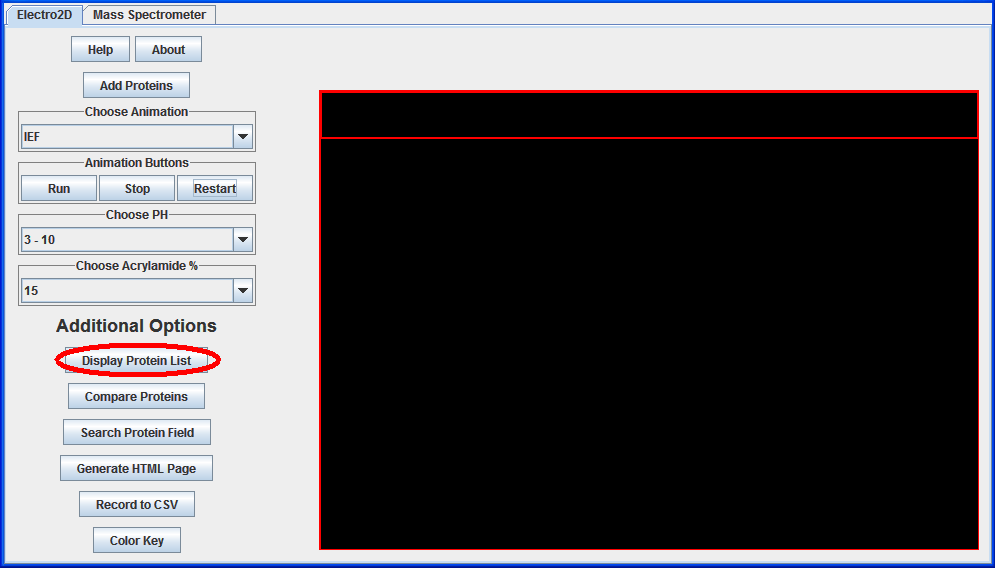 Electro2D Mass Spectrometer
Help About
Add Proteins
Choose Animation
IEF
Animation Buttons
Run Stop Restart
Choose PH
3 - 10
Choose Acrylamide %
15
Additional Options
Display Protein List
Compare Proteins
Search Protein Field
Generate HTML Page
Record to CSV
Color Key